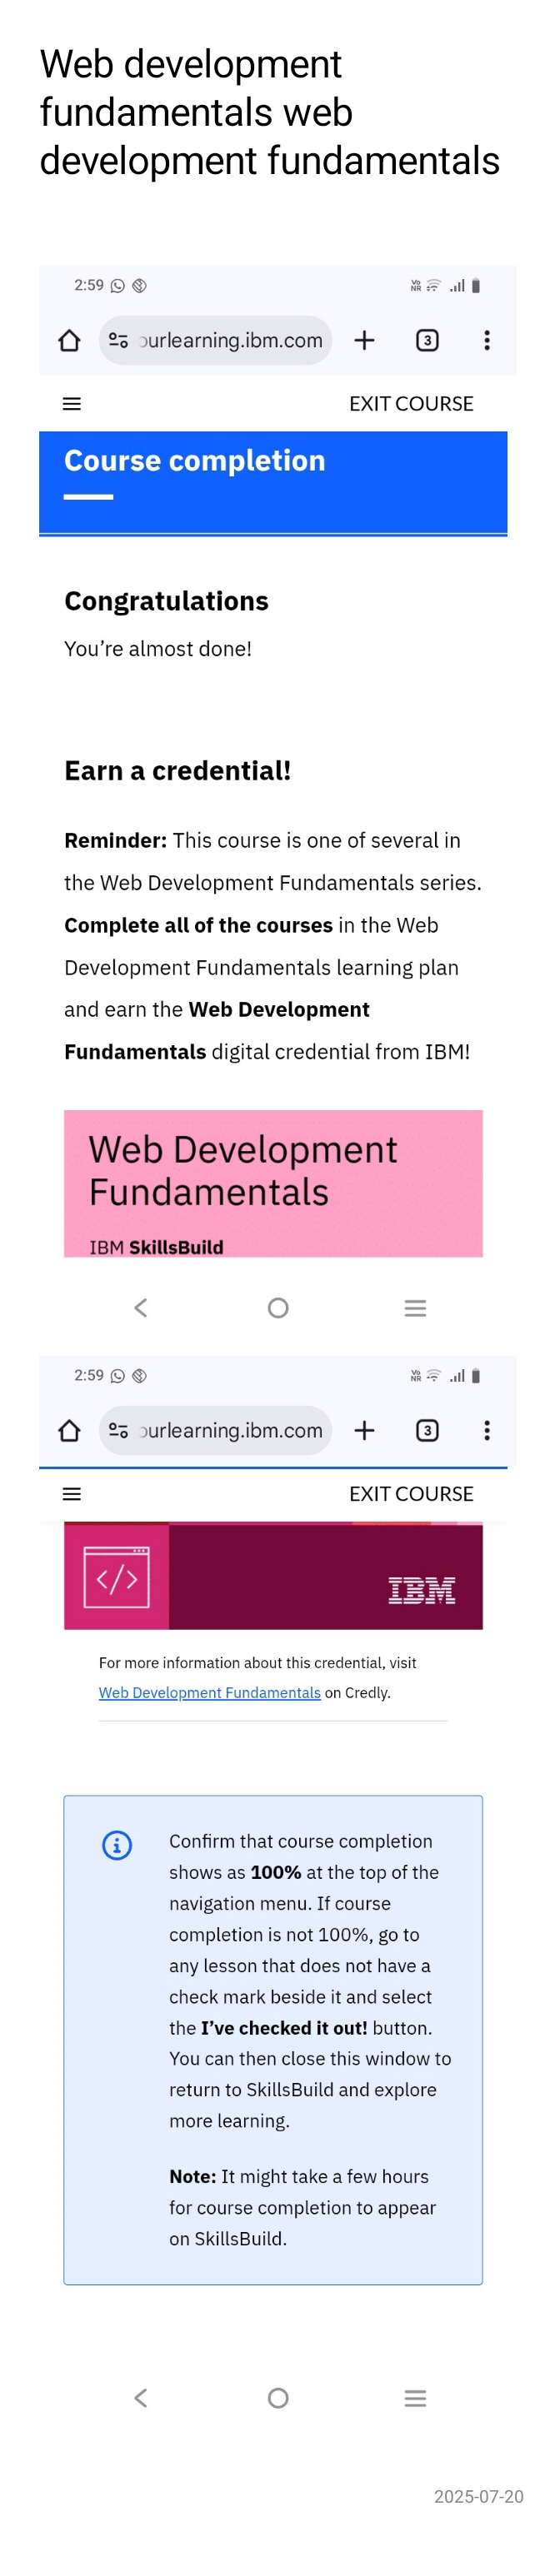 Web development
fundamentals web
development fundamentals
2:59
Vo
NR
ourlearning.ibm.com
3
EXIT COURSE
Course completion
Congratulations
You’re almost done!
Earn a credential!
Reminder: This course is one of several in
the Web Development Fundamentals series.
Complete all of the courses in the Web
Development Fundamentals learning plan
and earn the Web Development
Fundamentals digital credential from IBM!
Web Development
Fundamentals
IBM SkillsBuild
2:59
Vo
NR
ourlearning.ibm.com
3
EXIT COURSE
</>
IBM
For more information about this credential, visit
Web Development Fundamentals on Credly.
Confirm that course completion
shows as 100% at the top of the
navigation menu. If course
completion is not 100%, go to
any lesson that does not have a
check mark beside it and select
the I’ve checked it out! button.
You can then close this window to
return to SkillsBuild and explore
more learning.
Note: It might take a few hours
for course completion to appear
on SkillsBuild.
2025-07-20